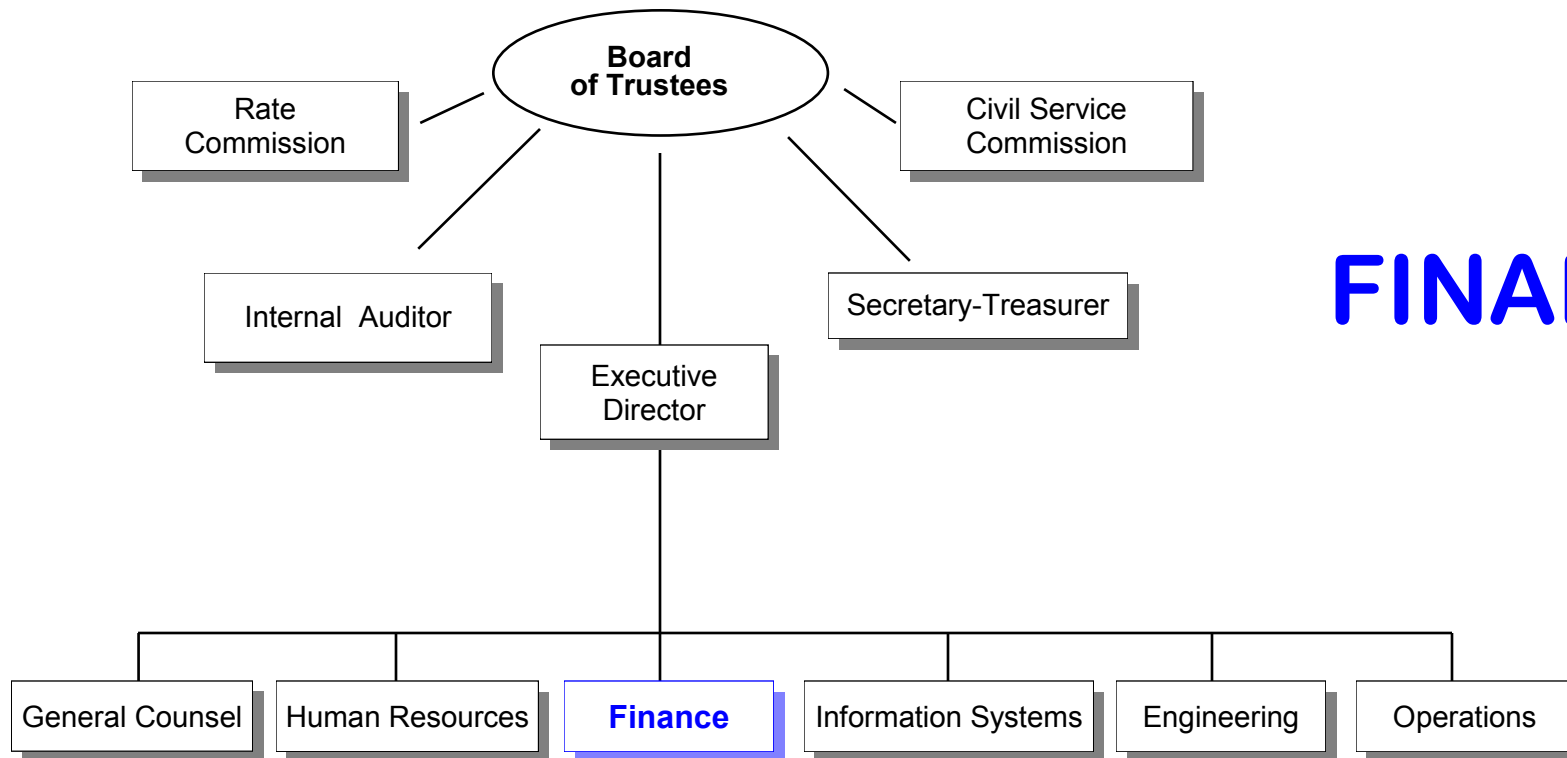 Board
of Trustees
Rate
Commission
Civil Service
Commission
Internal Auditor
Secretary-Treasurer
Executive
Director
General Counsel
Human Resources
Finance
Information Systems
Engineering
Operations